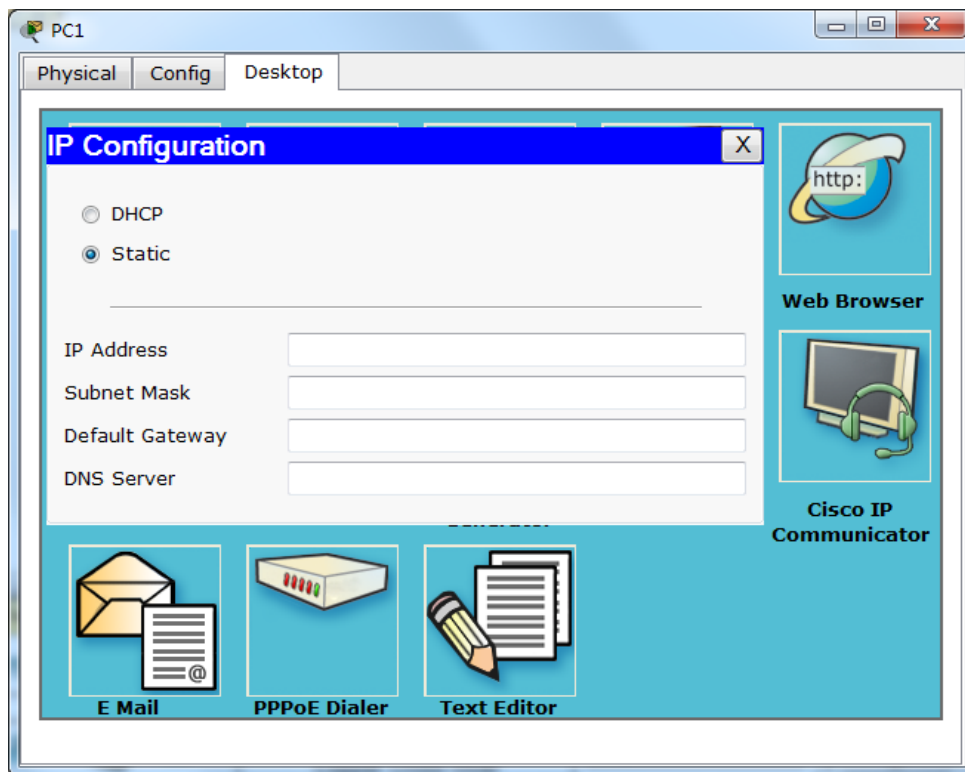 PC1
Physical
Config
Desktop
IP Configuration
X
DHCP
Static
IP Address
Subnet Mask
Default Gateway
DNS Server
http:
Web Browser
Cisco IP
Communicator
@
E Mail
PPPoE Dialer
Text Editor